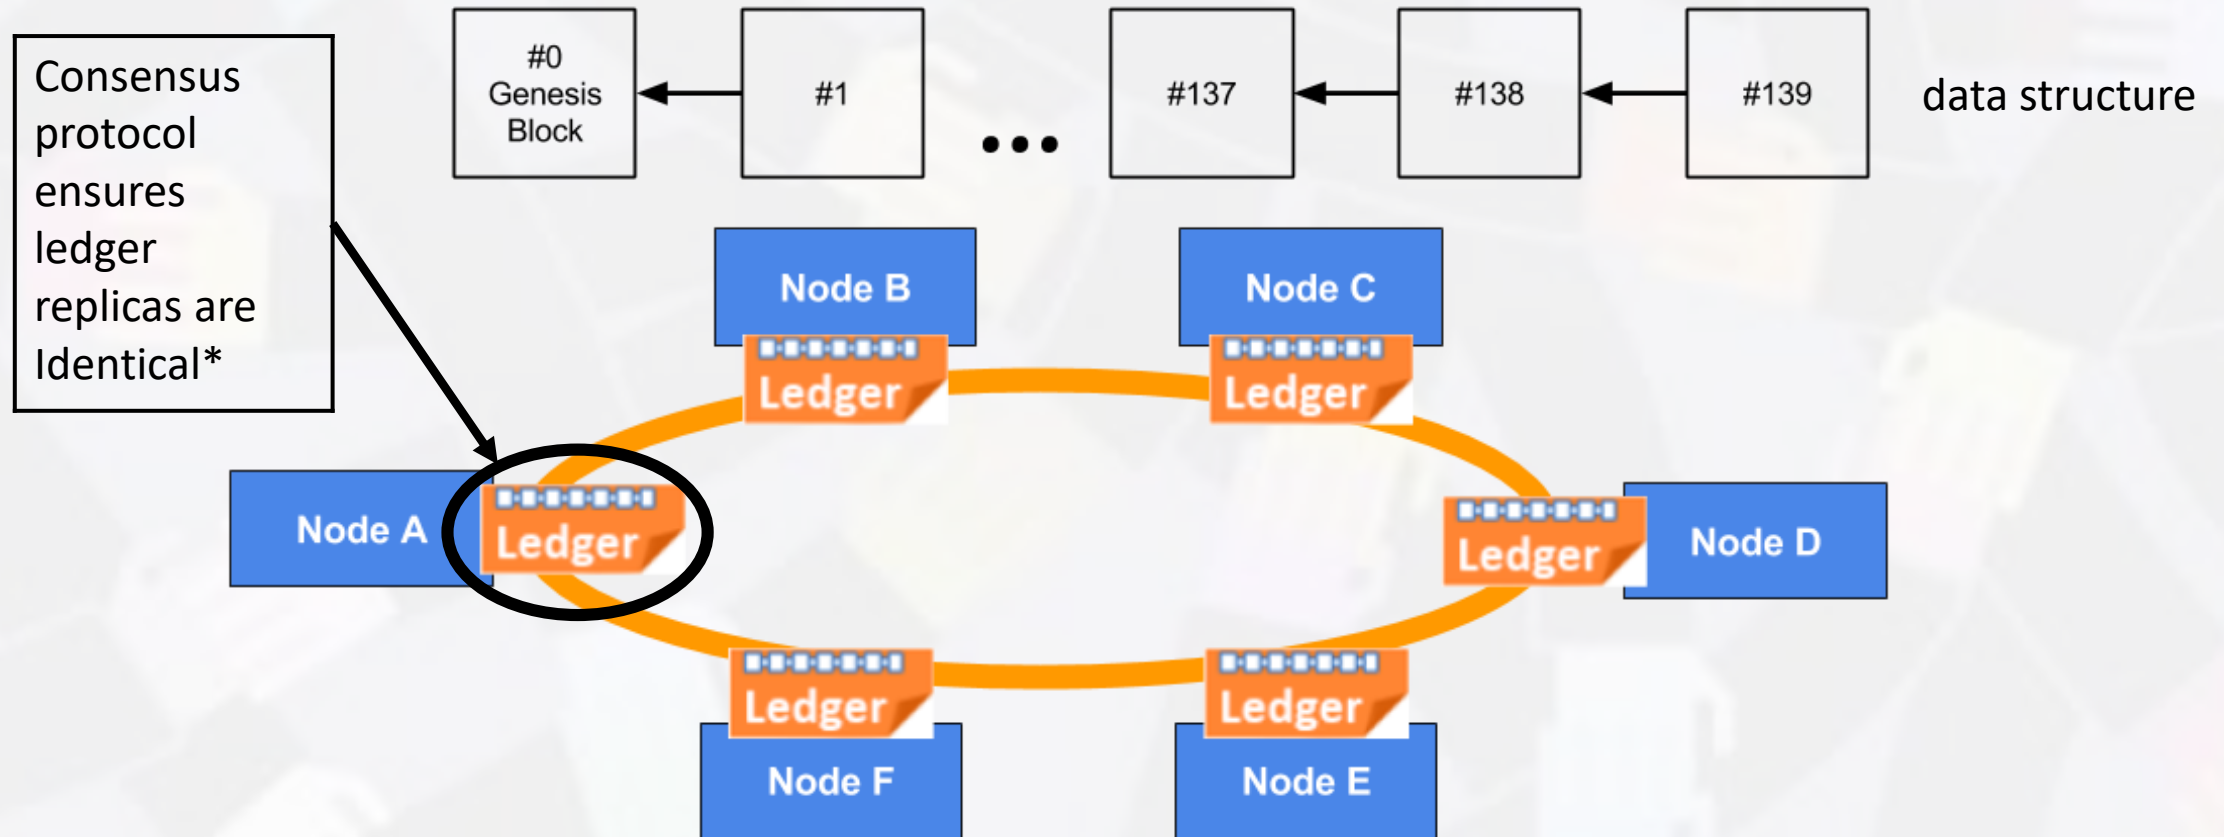 Consensus
protocol
ensures
ledger
replicas are
Identical*
#0
Genesis
Block
#1
...
#137
#138
#139
data structure
Node B
Ledger
Node C
Ledger
Node A
Ledger
Ledger
Node D
Ledger
Node F
Ledger
Node E